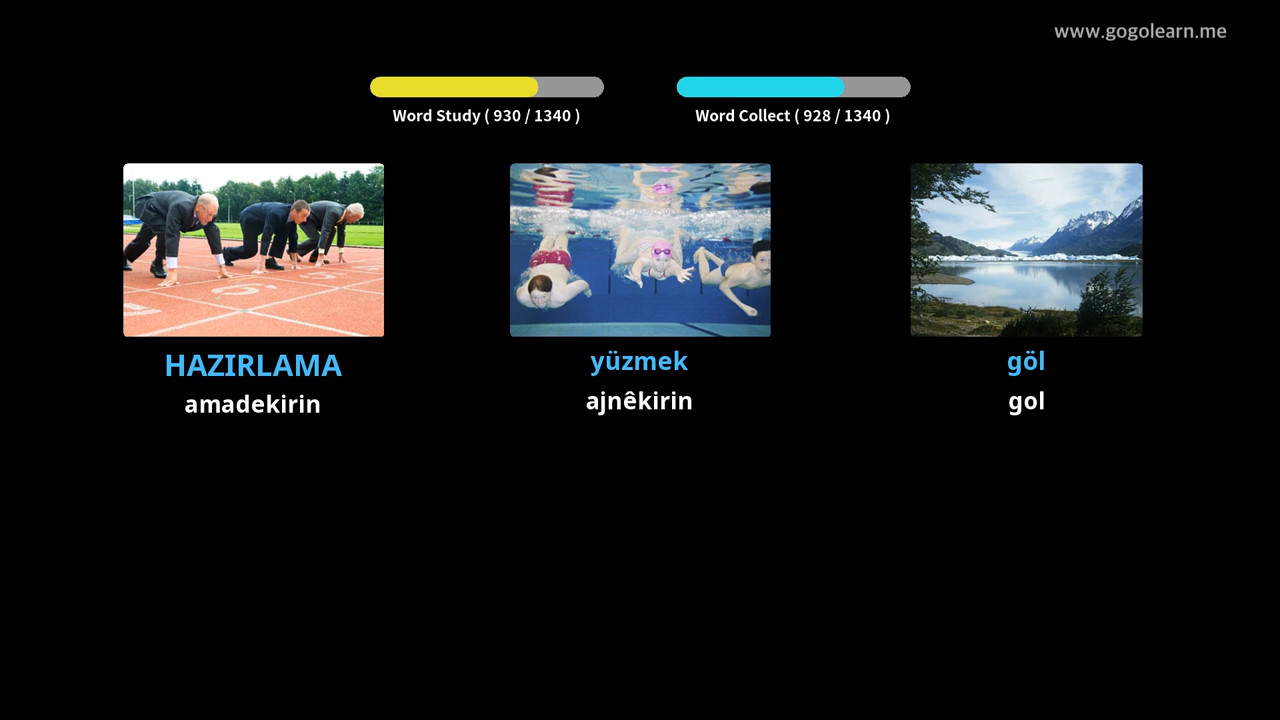 www.gogolearn.me
Word Study ( 930 / 1340 )
Word Collect ( 928 / 1340 )
HAZIRLAMA
amadekirin
yüzmek
ajnêkirin
göl
gol